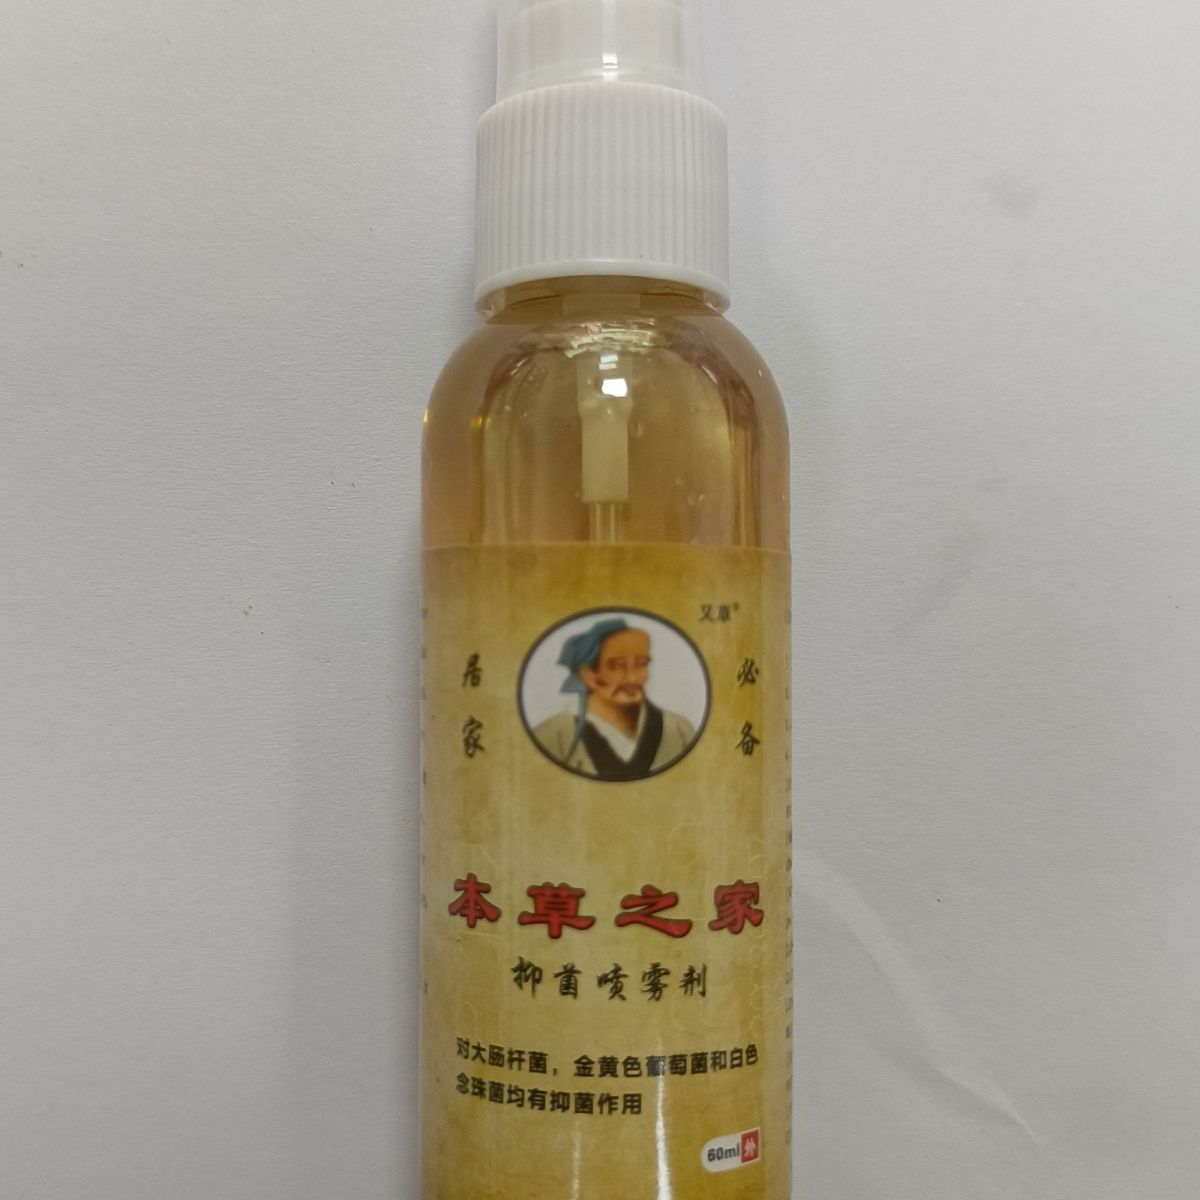 又草®
居家
必备
本草之家
抑菌喷雾剂
对大肠杆菌，金黄色葡萄菌和白色
念珠菌均有抑菌作用
60ml 外